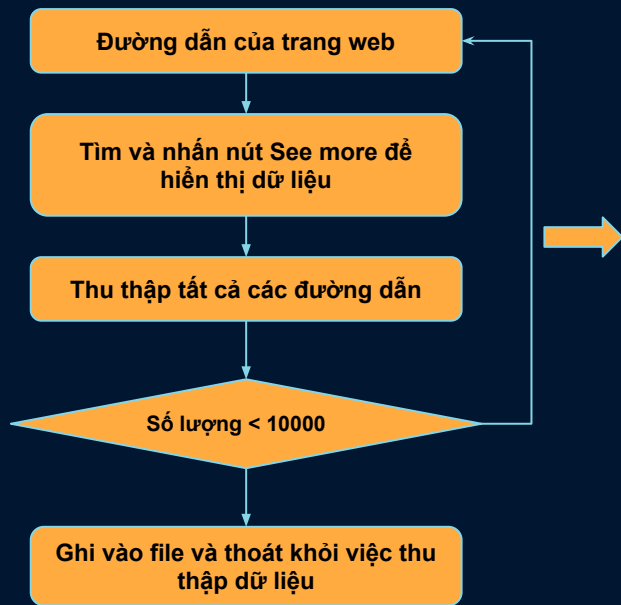 Đường dẫn của trang web
Tìm và nhấn nút See more để
hiển thị dữ liệu
Thu thập tất cả các đường dẫn
Số lượng < 10000
Ghi vào file và thoát khỏi việc thu
thập dữ liệu